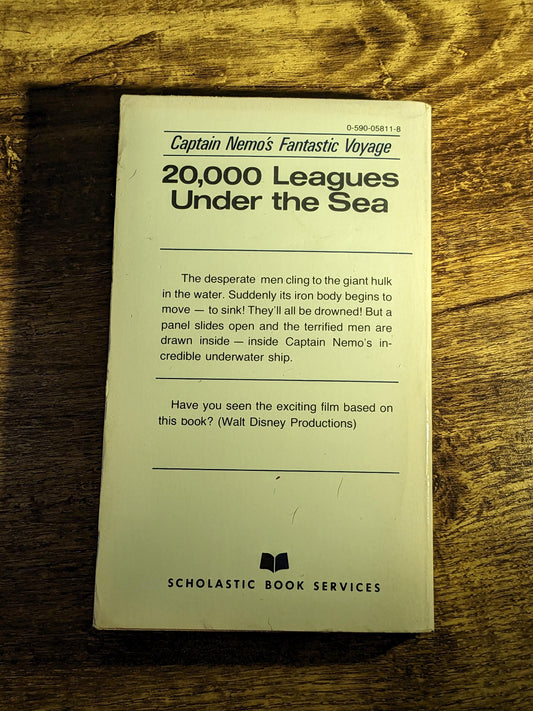 0-590-05811-8
Captain Nemo's Fantastic Voyage
20,000 Leagues
Under the Sea
The desperate men cling to the giant hulk
in the water. Suddenly its iron body begins to
move — to sink! They'll all be drowned! But a
panel slides open and the terrified men are
drawn inside — inside Captain Nemo's in-
credible underwater ship.
Have you seen the exciting film based on
this book? (Walt Disney Productions)
SCHOLASTIC BOOK SERVICES